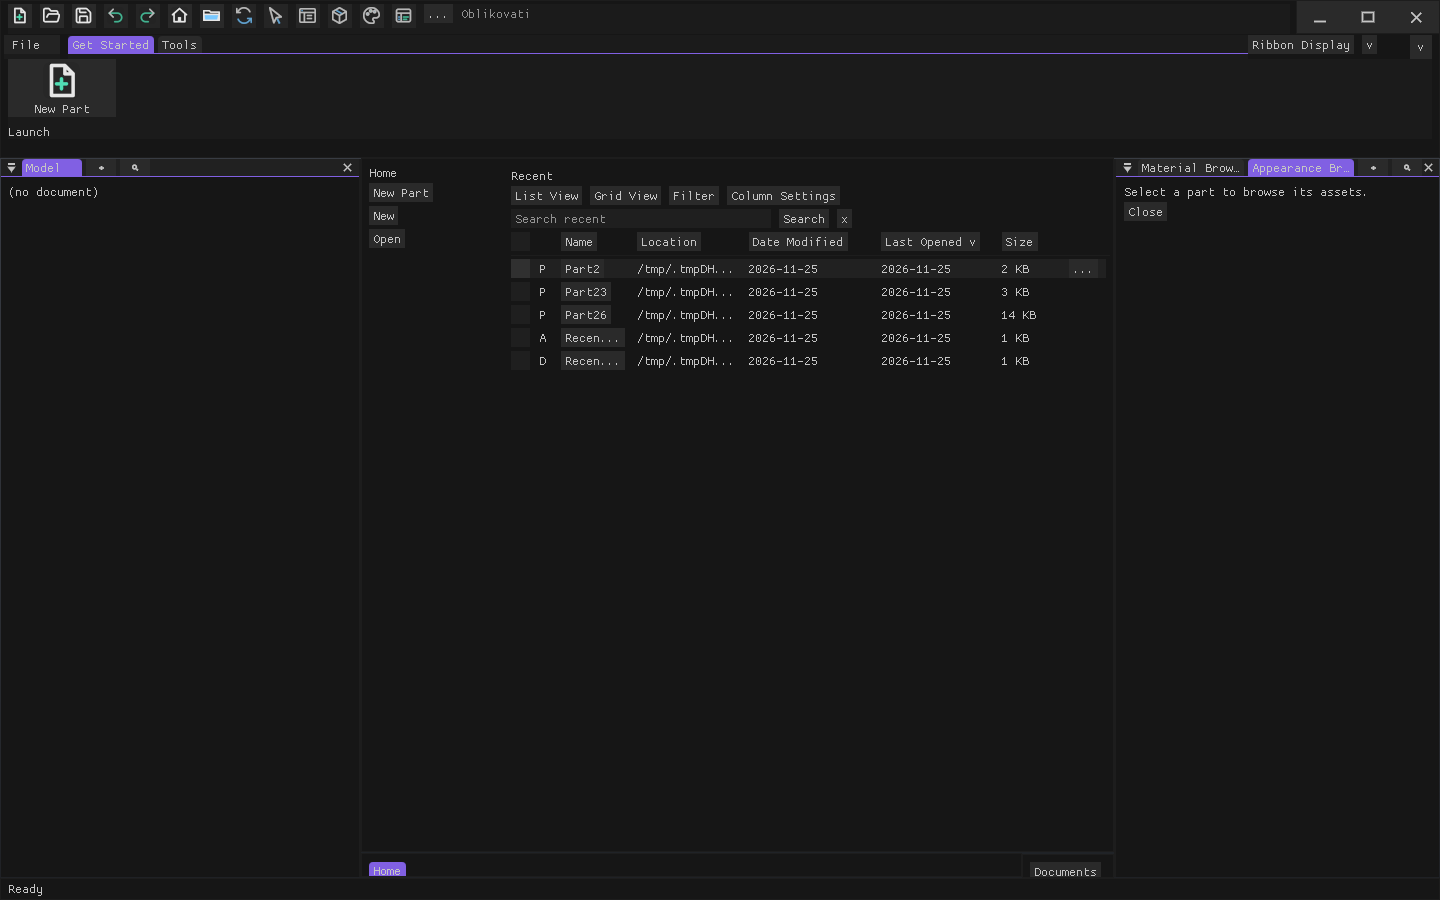 ... Oblikovati
File Get Started Tools Ribbon Display v v
New Part
Launch
Model
(no document)
Home
New Part
New
Open
Recent
List View Grid View Filter Column Settings
Search recent Search x
Name Location Date Modified Last Opened v Size
P Part2 /tmp/.tmpDH... 2026-11-25 2026-11-25 2 KB ...
P Part23 /tmp/.tmpDH... 2026-11-25 2026-11-25 3 KB
P Part26 /tmp/.tmpDH... 2026-11-25 2026-11-25 14 KB
A Recen... /tmp/.tmpDH... 2026-11-25 2026-11-25 1 KB
D Recen... /tmp/.tmpDH... 2026-11-25 2026-11-25 1 KB
Material Brow... Appearance Br...
Select a part to browse its assets.
Close
Home Documents
Ready